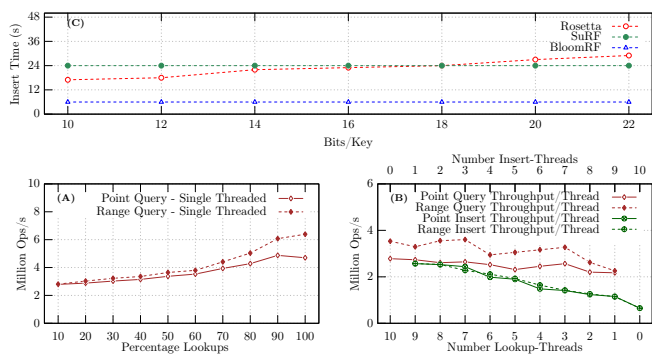 (C)
Rosetta
SuRF
BloomRF
Insert Time (s)
48
36
24
12
0
10 12 14 16 18 20 22
Bits/Key
(A)
Point Query - Single Threaded
Range Query - Single Threaded
Million Ops/s
10
8
6
4
2
0
10 20 30 40 50 60 70 80 90 100
Percentage Lookups
Number Insert-Threads
0 1 2 3 4 5 6 7 8 9 10
(B)
Point Query Throughput/Thread
Range Query Throughput/Thread
Point Insert Throughput/Thread
Range Insert Throughput/Thread
Million Ops/s
6
4
2
0
10 9 8 7 6 5 4 3 2 1 0
Number Lookup-Threads